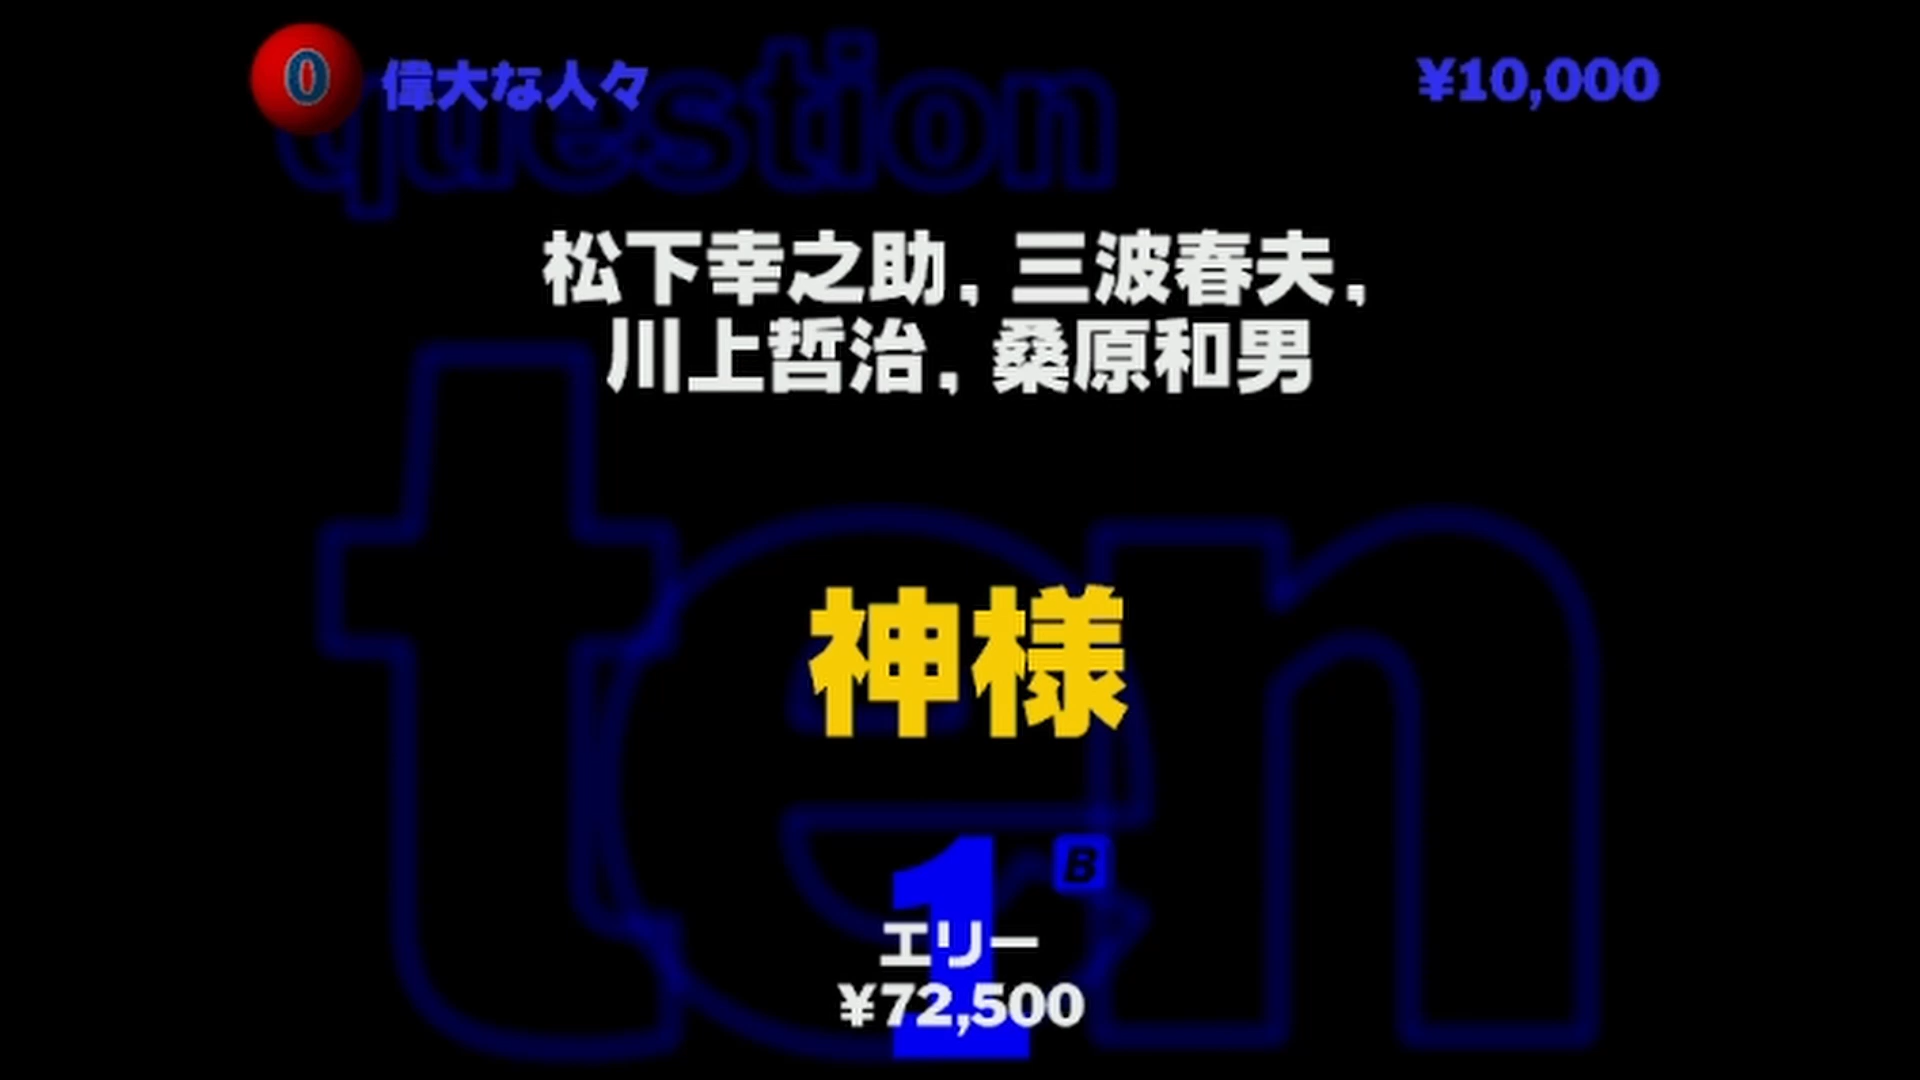 0 偉大な人々 ¥10,000
question
松下幸之助, 三波春夫,
川上哲治, 桑原和男
ten
神様
1 B
エリー
¥72,500